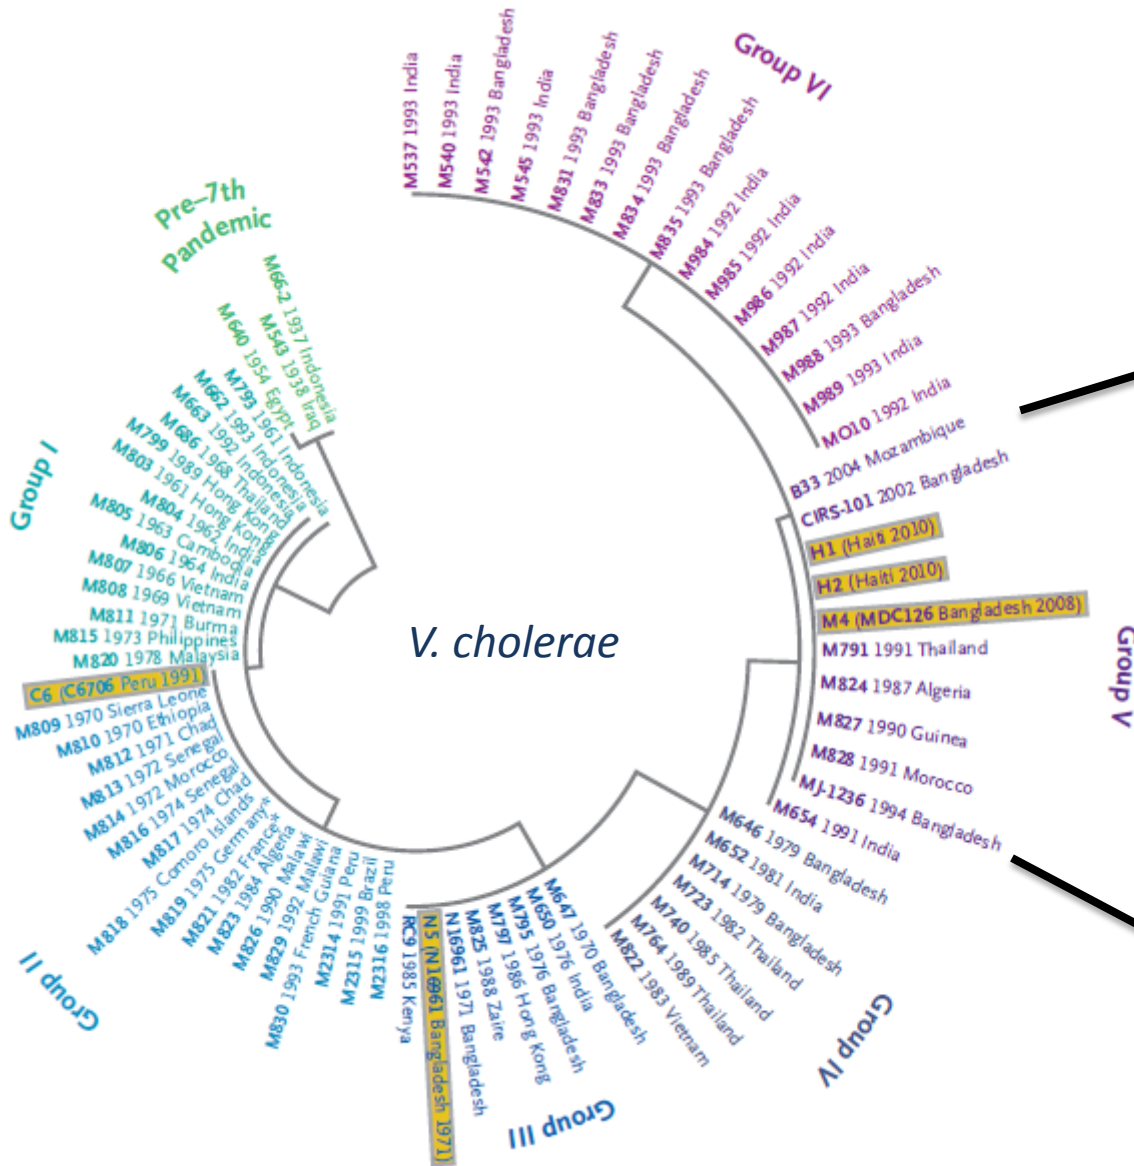 Group VI
M537 1993 India
M540 1993 India
M542 1993 Bangladesh
M545 1993 India
M831 1993 Bangladesh
M833 1993 Bangladesh
M834 1993 Bangladesh
M835 1993 Bangladesh
M984 1992 India
M985 1992 India
M986 1992 India
M987 1992 India
M988 1993 Bangladesh
M989 1993 India
MO10 1992 India
Group V
B33 2004 Mozambique
CIRS-101 2002 Bangladesh
H1 (Haiti 2010)
H2 (Haiti 2010)
M4 (MDC126 Bangladesh 2008)
M791 1991 Thailand
M824 1987 Algeria
M827 1990 Guinea
M828 1991 Morocco
MJ-1236 1994 Bangladesh
M654 1991 India
Group IV
M646 1979 Bangladesh
M652 1981 India
M714 1979 Bangladesh
M723 1982 Thailand
M740 1985 Thailand
M764 1989 Thailand
M822 1983 Vietnam
Group III
M647 1970 Bangladesh
M650 1976 India
M795 1976 Bangladesh
M797 1986 Hong Kong
M825 1988 Zaire
N16961 1971 Bangladesh
N5 (N16961 Bangladesh 1971)
RC9 1985 Kenya
Group II
M2316 1998 Peru
M2315 1999 Brazil
M2314 1991 Peru
M830 1993 French Guiana
M829 1992 Malawi
M826 1990 Malawi
M823 1984 Algeria
M821 1982 France*
M819 1975 Germany*
M818 1975 Comoro Islands
M817 1974 Chad
M816 1974 Senegal
M814 1972 Morocco
M813 1972 Senegal
M812 1971 Chad
M810 1970 Ethiopia
M809 1970 Sierra Leone
C6 (C6706 Peru 1991)
Group I
M820 1978 Malaysia
M815 1973 Philippines
M811 1971 Burma
M808 1969 Vietnam
M807 1966 Vietnam
M806 1964 India
M805 1963 Cambodia
M804 1962 India
M803 1961 Hong Kong
M799 1989 Hong Kong
M686 1968 Thailand
M663 1992 Indonesia
M662 1993 Indonesia
M793 1961 Indonesia
Pre–7th
Pandemic
M640 1954 Egypt
M543 1938 Iraq
M66-2 1937 Indonesia
V. cholerae